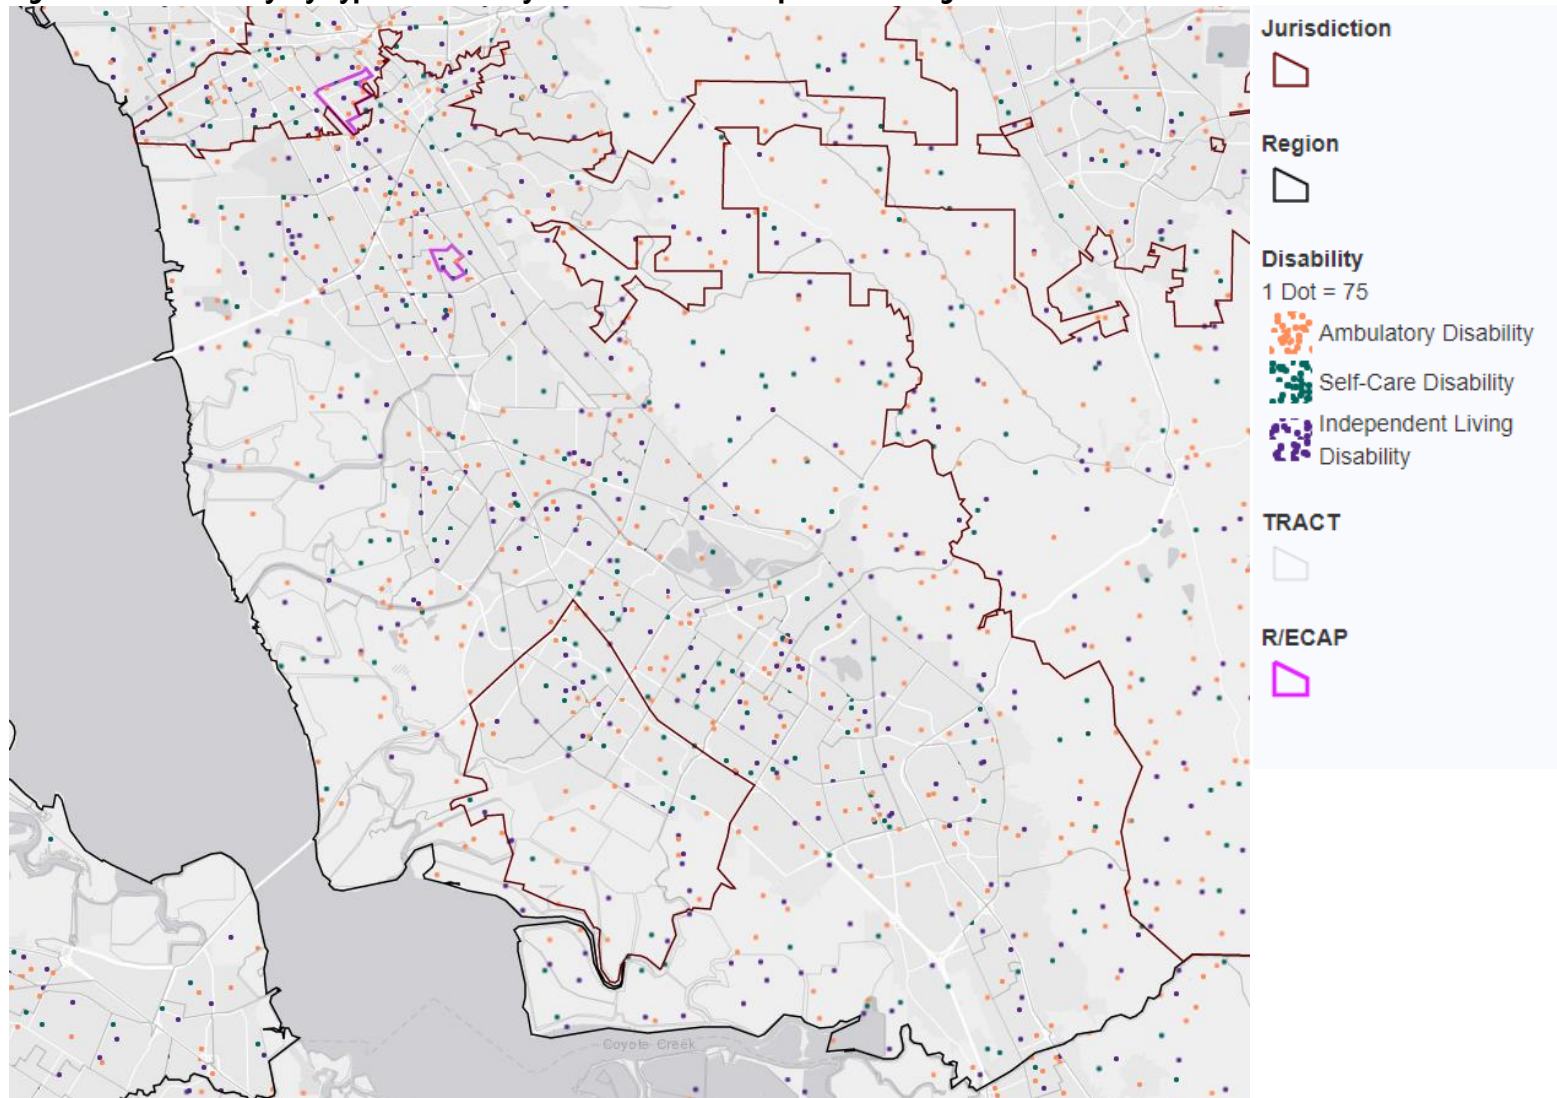 Jurisdiction
Region
Disability
1 Dot = 75
Ambulatory Disability
Self-Care Disability
Independent Living
Disability
TRACT
R/ECAP
Coyote Creek